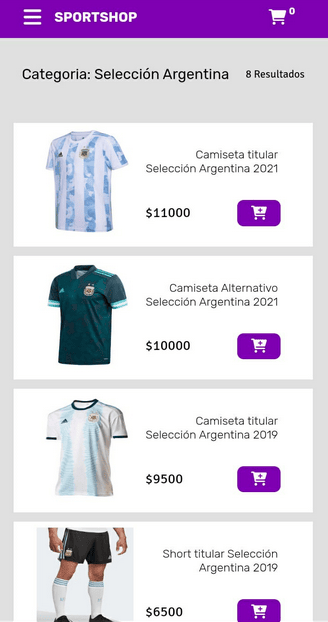 SPORTSHOP
0
Categoria: Selección Argentina
8 Resultados
Camiseta titular
Selección Argentina 2021
$11000
Camiseta Alternativo
Selección Argentina 2021
$10000
Camiseta titular
Selección Argentina 2019
$9500
Short titular Selección
Argentina 2019
$6500